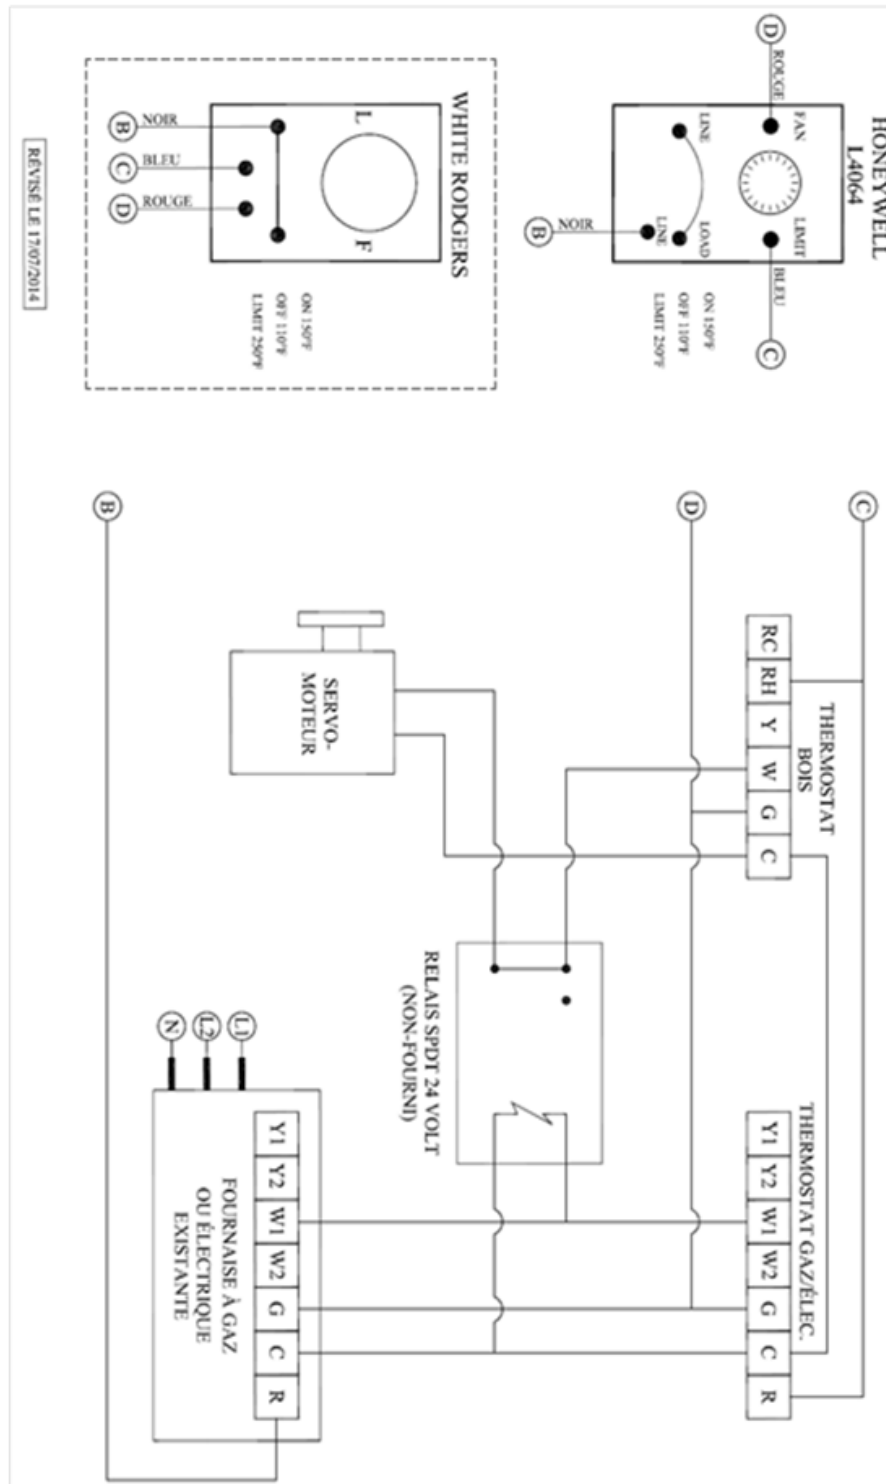 HONEYWELL
L4064
D
ROUGE
FAN
LIMIT
BLEU
C
LINE
LOAD
LINE
NOIR
B
ON 150°F
OFF 110°F
LIMIT 250°F
WHITE RODGERS
L
F
B
NOIR
C
BLEU
D
ROUGE
ON 150°F
OFF 110°F
LIMIT 250°F
RÉVISÉ LE 17/07/2014
C
D
B
THERMOSTAT
BOIS
RC
RH
Y
W
G
C
SERVO-
MOTEUR
RELAIS SPDT 24 VOLT
(NON-FOURNI)
THERMOSTAT GAZ/ÉLEC.
Y1
Y2
W1
W2
G
C
R
L1
L2
N
Y1
Y2
W1
W2
G
C
R
FOURNAISE À GAZ
OU ÉLECTRIQUE
EXISTANTE